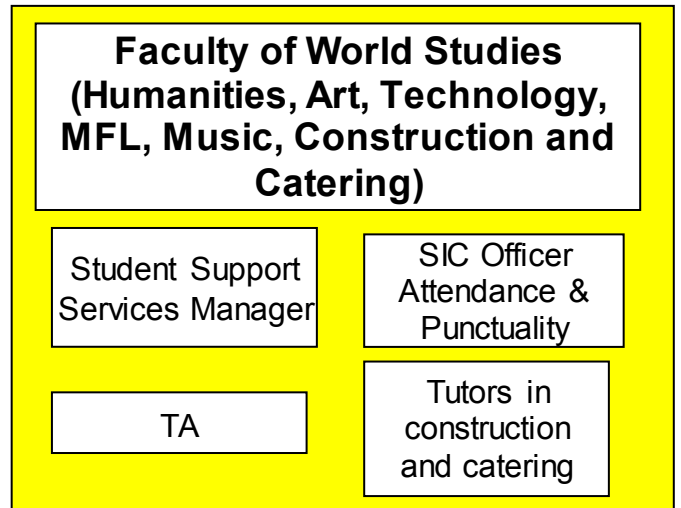 Faculty of World Studies
(Humanities, Art, Technology,
MFL, Music, Construction and
Catering)
Student Support
Services Manager
SIC Officer
Attendance &
Punctuality
TA
Tutors in
construction
and catering